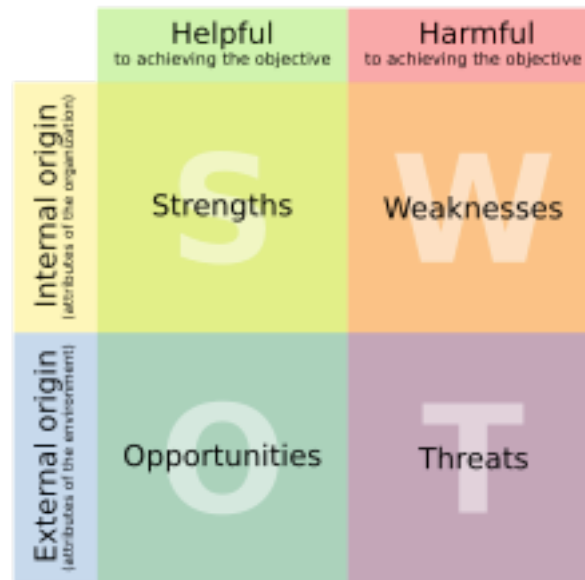 Helpful
to achieving the objective
Harmful
to achieving the objective
Internal origin
(attributes of the organization)
S
Strengths
W
Weaknesses
External origin
(attributes of the environment)
O
Opportunities
T
Threats